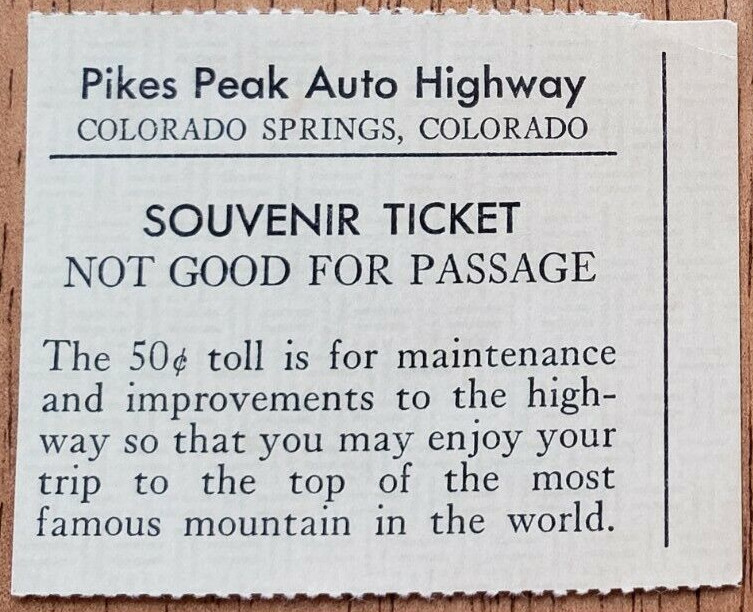 Pikes Peak Auto Highway
COLORADO SPRINGS, COLORADO
SOUVENIR TICKET
NOT GOOD FOR PASSAGE
The 50¢ toll is for maintenance
and improvements to the high-
way so that you may enjoy your
trip to the top of the most
famous mountain in the world.